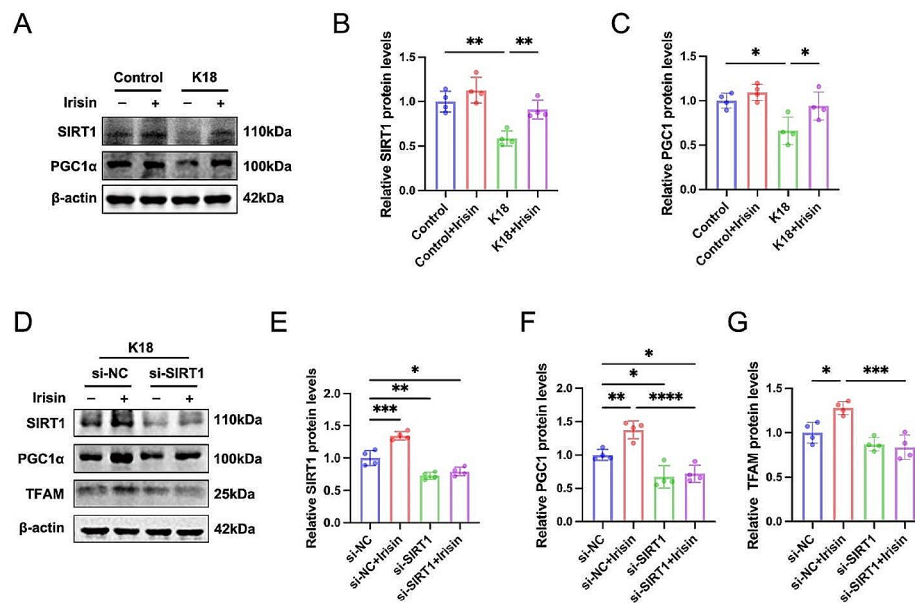 A
Control K18
Irisin − + − +
SIRT1 110kDa
PGC1α 100kDa
β-actin 42kDa
B
Relative SIRT1 protein levels
1.5
1.0
0.5
0.0
** **
Control
Control+Irisin
K18
K18+Irisin
C
Relative PGC1 protein levels
1.5
1.0
0.5
0.0
* *
Control
Control+Irisin
K18
K18+Irisin
D
K18
si-NC si-SIRT1
Irisin − + − +
SIRT1 110kDa
PGC1α 100kDa
TFAM 25kDa
β-actin 42kDa
E
Relative SIRT1 protein levels
2.0
1.5
1.0
0.5
0.0
*
**
***
si-NC
si-NC+Irisin
si-SIRT1
si-SIRT1+Irisin
F
Relative PGC1 protein levels
2.0
1.5
1.0
0.5
0.0
*
*
** ****
si-NC
si-NC+Irisin
si-SIRT1
si-SIRT1+Irisin
G
Relative TFAM protein levels
1.5
1.0
0.5
0.0
* ***
si-NC
si-NC+Irisin
si-SIRT1
si-SIRT1+Irisin